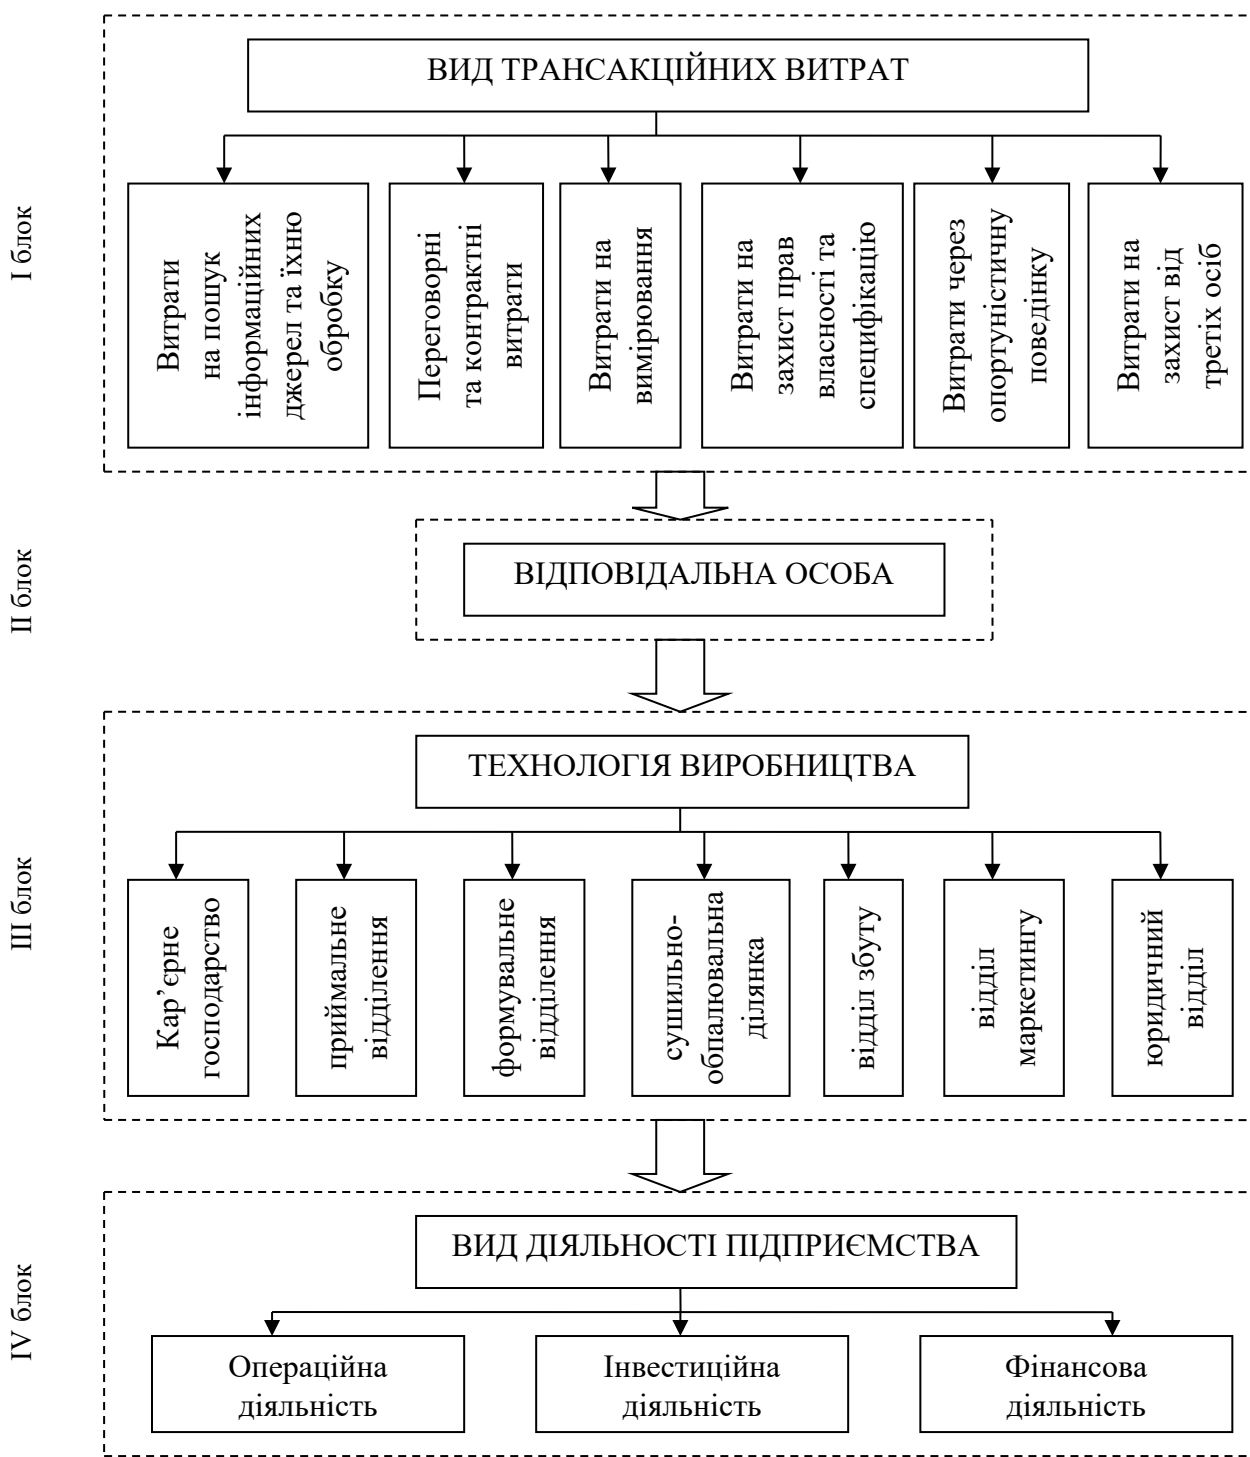 І блок
ВИД ТРАНСАКЦІЙНИХ ВИТРАТ
Витрати
на пошук
інформаційних
джерел та їхню
обробку
Переговорні
та контрактні
витрати
Витрати на
вимірювання
Витрати на
захист прав
власності та
специфікацію
Витрати через
опортуністичну
поведінку
Витрати на
захист від
третіх осіб
ІІ блок
ВІДПОВІДАЛЬНА ОСОБА
ІІІ блок
ТЕХНОЛОГІЯ ВИРОБНИЦТВА
Кар’єрне
господарство
приймальне
відділення
формувальне
відділення
сушильно-
обпалювальна
ділянка
відділ збуту
відділ
маркетингу
юридичний
відділ
IV блок
ВИД ДІЯЛЬНОСТІ ПІДПРИЄМСТВА
Операційна
діяльність
Інвестиційна
діяльність
Фінансова
діяльність